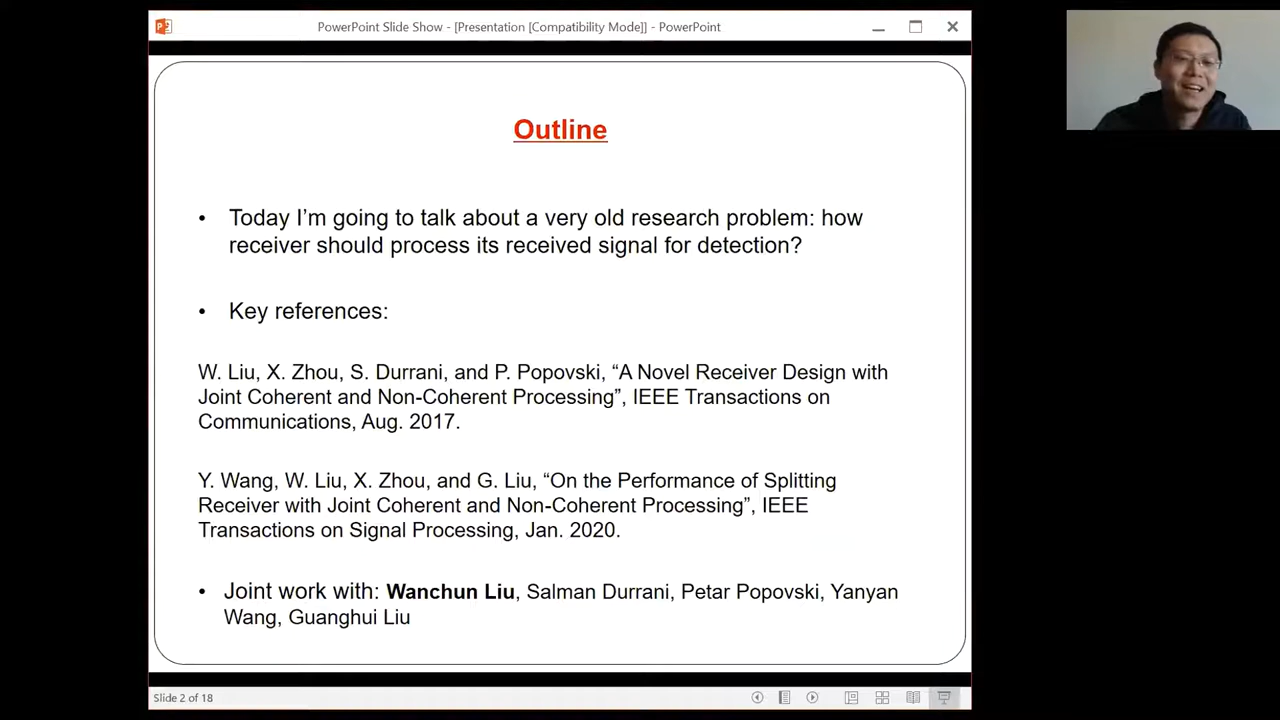 PowerPoint Slide Show - [Presentation [Compatibility Mode]] - PowerPoint
Outline
• Today I'm going to talk about a very old research problem: how
receiver should process its received signal for detection?
• Key references:
W. Liu, X. Zhou, S. Durrani, and P. Popovski, “A Novel Receiver Design with
Joint Coherent and Non-Coherent Processing”, IEEE Transactions on
Communications, Aug. 2017.
Y. Wang, W. Liu, X. Zhou, and G. Liu, “On the Performance of Splitting
Receiver with Joint Coherent and Non-Coherent Processing”, IEEE
Transactions on Signal Processing, Jan. 2020.
• Joint work with: Wanchun Liu, Salman Durrani, Petar Popovski, Yanyan
Wang, Guanghui Liu
Slide 2 of 18